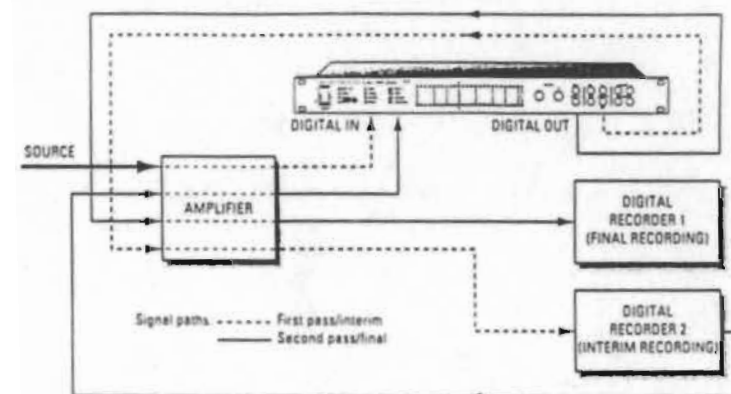 DIGITAL IN
DIGITAL OUT
SOURCE
AMPLIFIER
DIGITAL
RECORDER 1
(FINAL RECORDING)
DIGITAL
RECORDER 2
(INTERIM RECORDING)
Signal paths
First pass/interim
Second pass/final